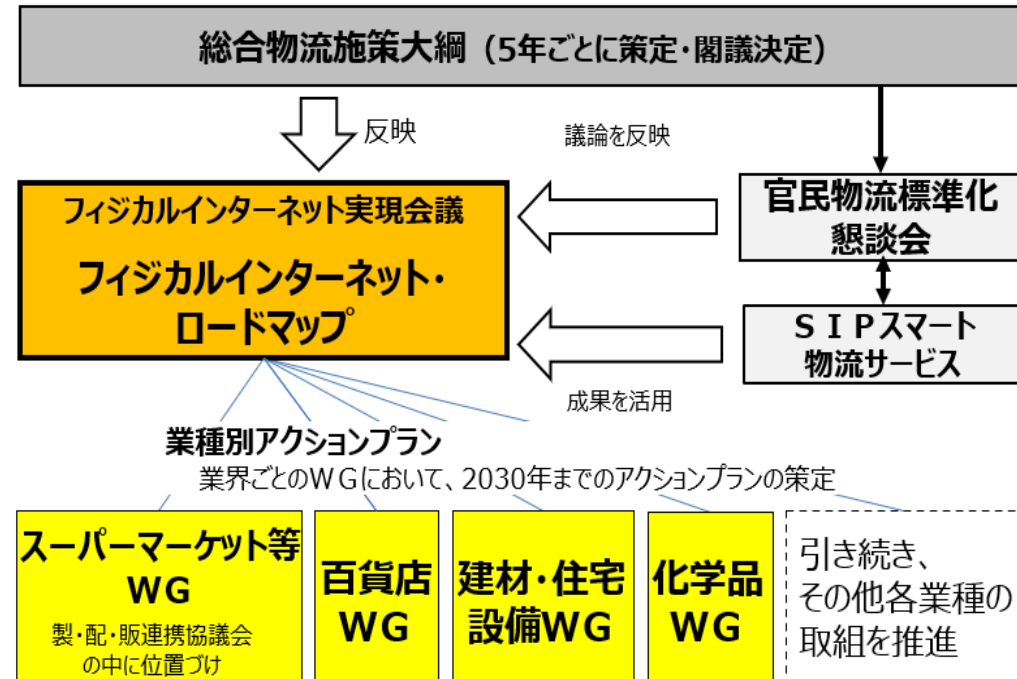 総合物流施策大綱（5年ごとに策定・閣議決定）
反映
議論を反映
フィジカルインターネット実現会議
フィジカルインターネット・
ロードマップ
官民物流標準化
懇談会
ＳＩＰスマート
物流サービス
成果を活用
業種別アクションプラン
業界ごとのＷＧにおいて、2030年までのアクションプランの策定
スーパーマーケット等
WG
製・配・販連携協議会
の中に位置づけ
百貨店
WG
建材・住宅
設備WG
化学品
WG
引き続き、
その他各業種の
取組を推進